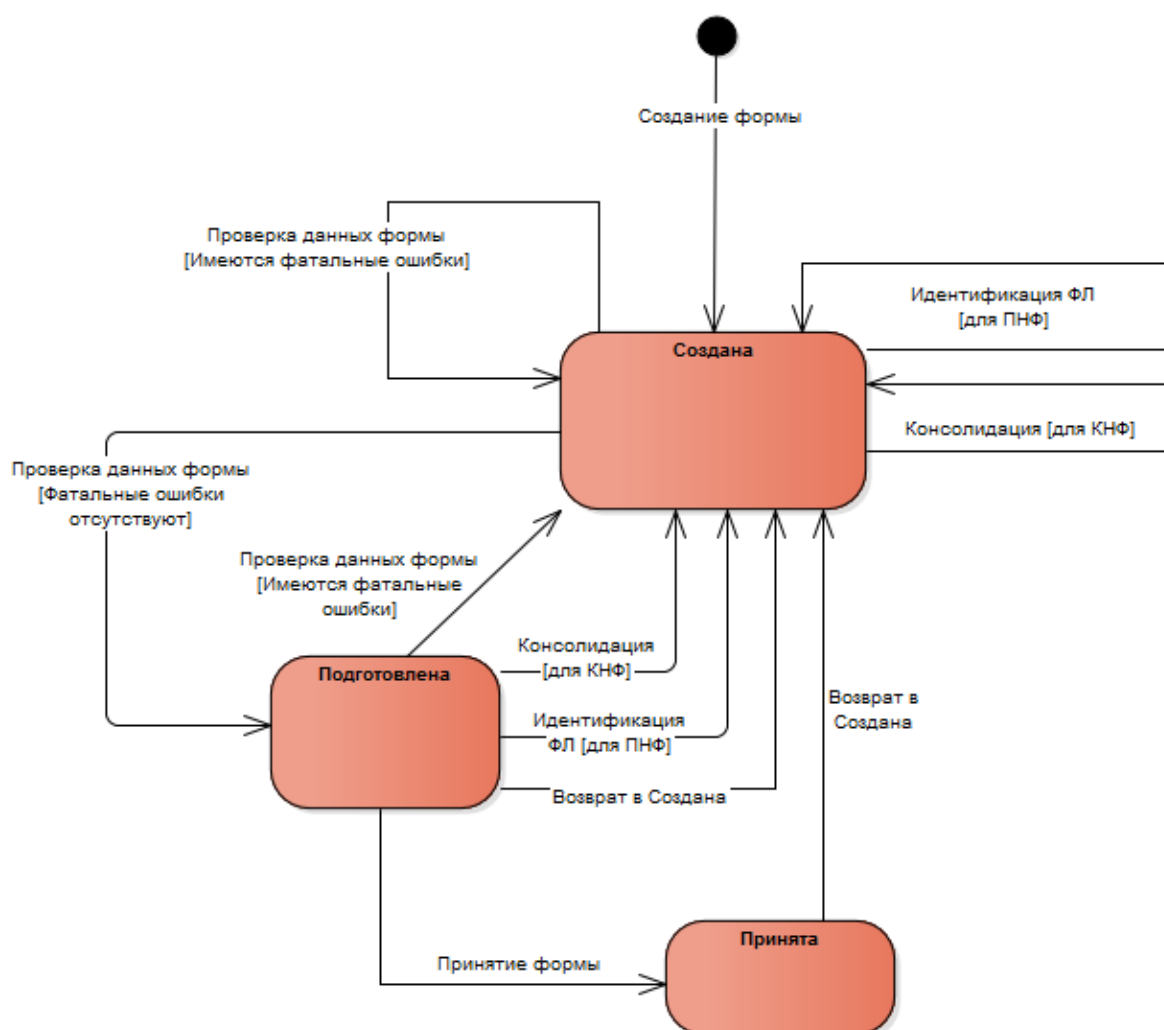 Создание формы
Проверка данных формы
[Имеются фатальные ошибки]
Идентификация ФЛ
[для ПНФ]
Создана
Консолидация [для КНФ]
Проверка данных формы
[Фатальные ошибки
отсутствуют]
Проверка данных формы
[Имеются фатальные
ошибки]
Консолидация
[для КНФ]
Подготовлена
Идентификация
ФЛ [для ПНФ]
Возврат в
Создана
Возврат в Создана
Принята
Принятие формы